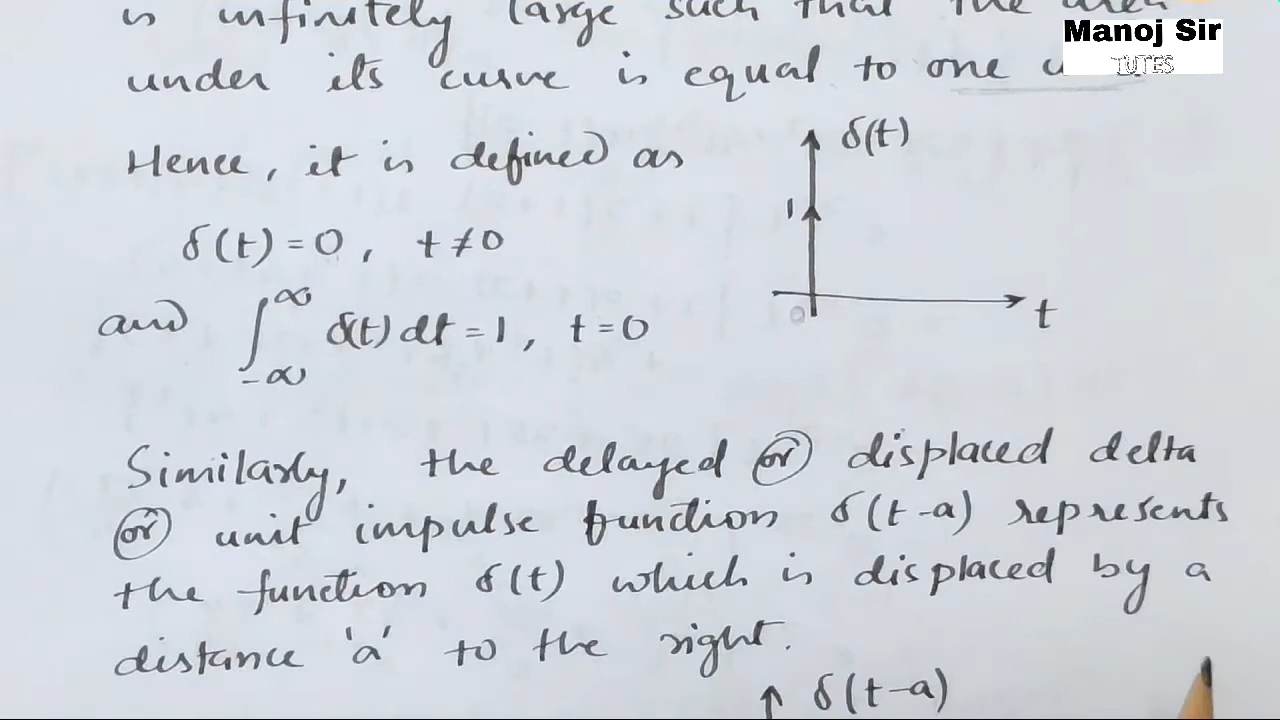 is infinitely large such that the area
under its curve is equal to one
Manoj Sir
TUTES
Hence, it is defined as
δ(t) = 0, t ≠ 0
and ∫_{-∞}^{∞} δ(t) dt = 1, t = 0
δ(t)
1
0
t
Similarly, the delayed or displaced delta
or unit impulse function δ(t-a) represents
the function δ(t) which is displaced by a
distance 'a' to the right.
δ(t-a)